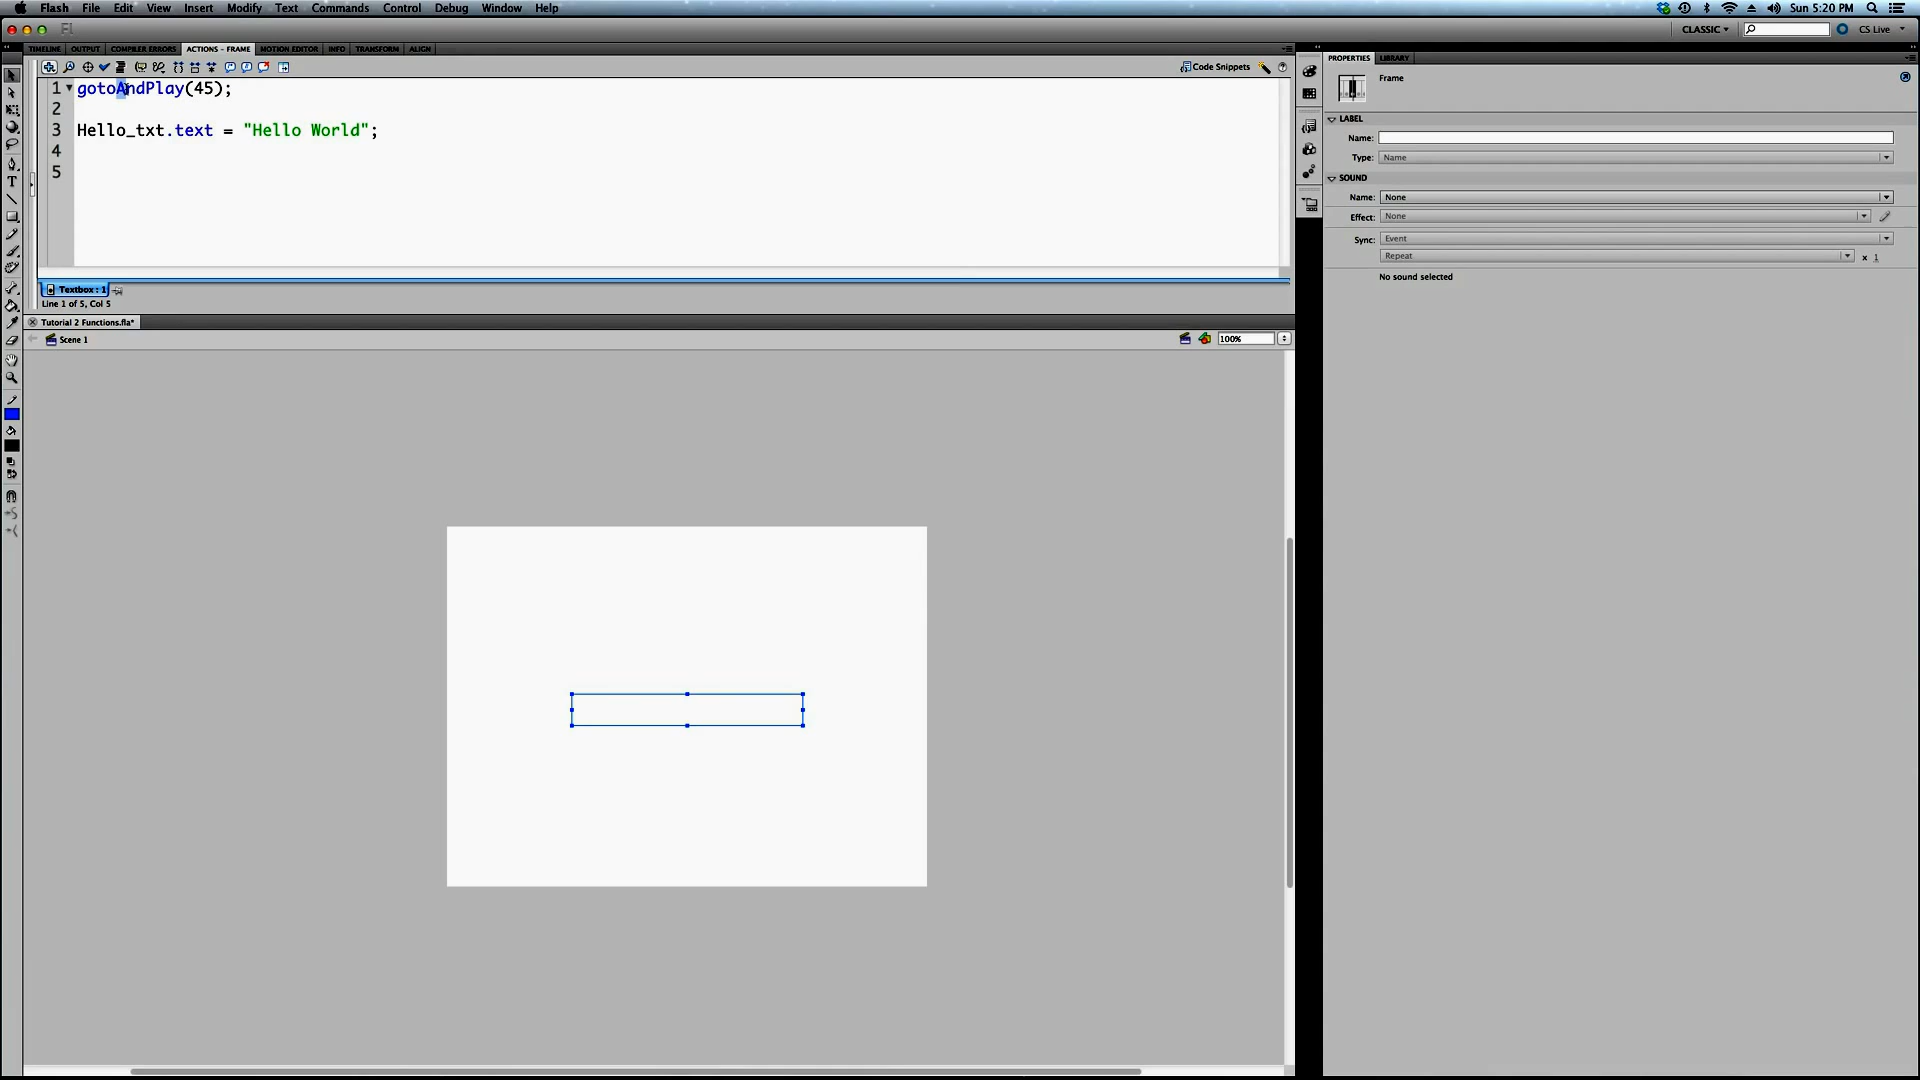 Flash File Edit View Insert Modify Text Commands Control Debug Window Help Sun 5:20 PM
Fl CLASSIC CS Live
TIMELINE OUTPUT COMPILER ERRORS ACTIONS - FRAME MOTION EDITOR INFO TRANSFORM ALIGN
PROPERTIES LIBRARY
Code Snippets
Frame
1 gotoAndPlay(45);
2
3 Hello_txt.text = "Hello World";
4
5
LABEL
Name:
Type: Name
SOUND
Name: None
Effect: None
Sync: Event
Repeat x 1
No sound selected
Textbox : 1
Line 1 of 5, Col 5
Tutorial 2 Functions.fla*
Scene 1 100%